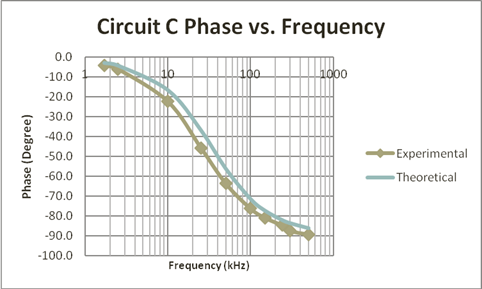 Circuit C Phase vs. Frequency
0.0
1 10 100 1000
-10.0
-20.0
-30.0
-40.0
-50.0
-60.0
-70.0
-80.0
-90.0
-100.0
Phase (Degree)
Frequency (kHz)
Experimental
Theoretical